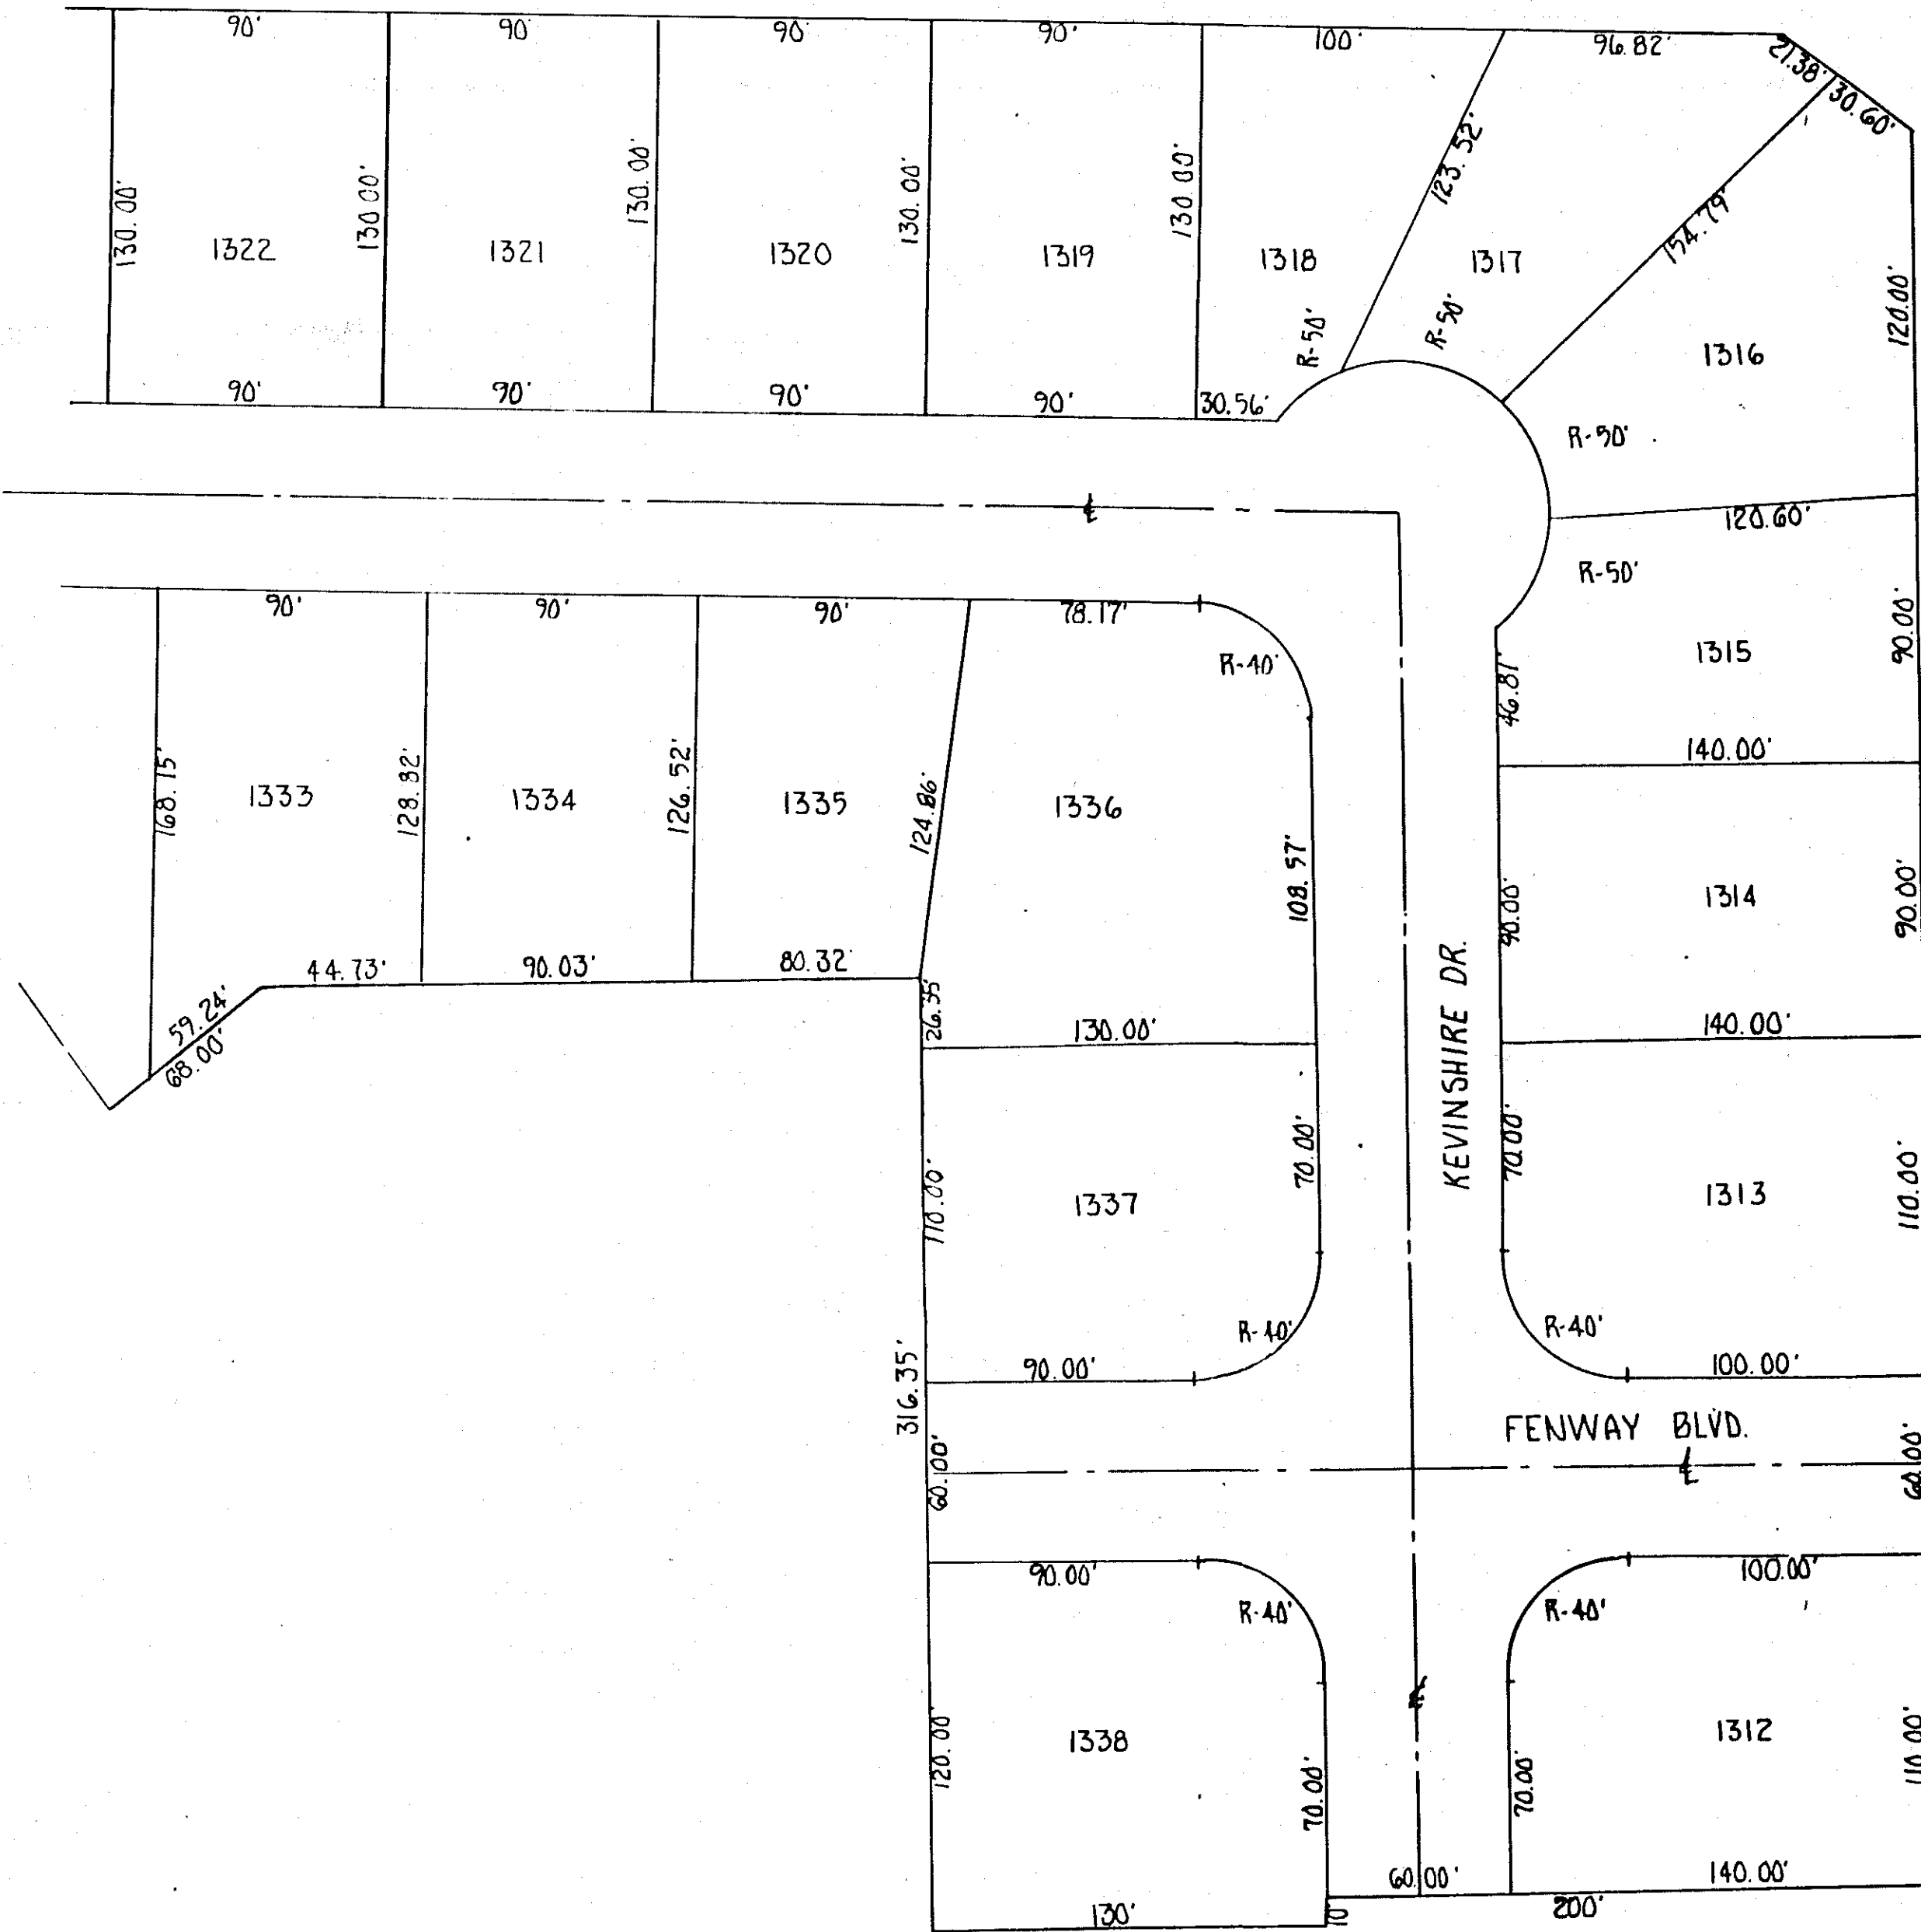 90' 90' 90' 90' 100' 96.82' 21.38' 30.60'
130.00' 130.00' 130.00' 130.00' 130.00' 123.52' 154.79' 120.00'
1322 1321 1320 1319 1318 1317 1316
R-50' R-50' R-50'
90' 90' 90' 90' 30.56'
120.60'
R-50'
90' 90' 90' 78.17'
R-40'
1315 46.81' 90.00'
140.00'
168.15' 1333 128.82' 1334 126.52' 1335 124.86' 1336 108.57'
90.00' 1314 90.00'
44.73' 90.03' 80.32'
59.24'
68.00'
26.35'
130.00' 140.00'
KEVINSHIRE DR.
110.00' 1337 70.00' 70.00' 1313 110.00'
R-40' R-40'
90.00' 100.00'
316.35'
FENWAY BLVD.
60.00' 60.00'
90.00' 100.00'
R-40' R-40'
120.00' 1338 70.00' 70.00' 1312 110.00'
60.00' 140.00'
130' 10 200'